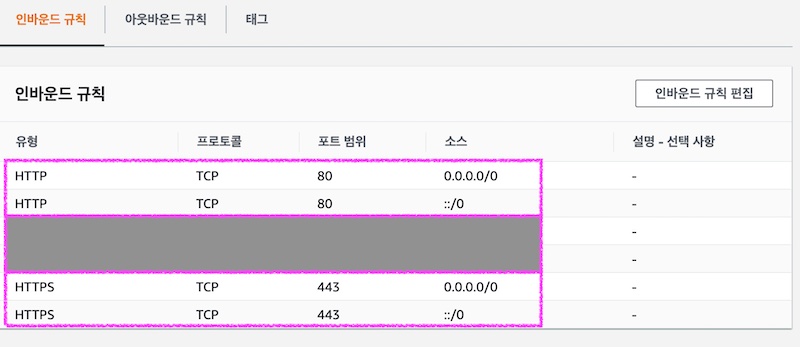 인바운드 규칙 아웃바운드 규칙 태그
인바운드 규칙 인바운드 규칙 편집
유형 프로토콜 포트 범위 소스 설명 - 선택 사항
HTTP TCP 80 0.0.0.0/0 -
HTTP TCP 80 ::/0 -
-
-
HTTPS TCP 443 0.0.0.0/0 -
HTTPS TCP 443 ::/0 -